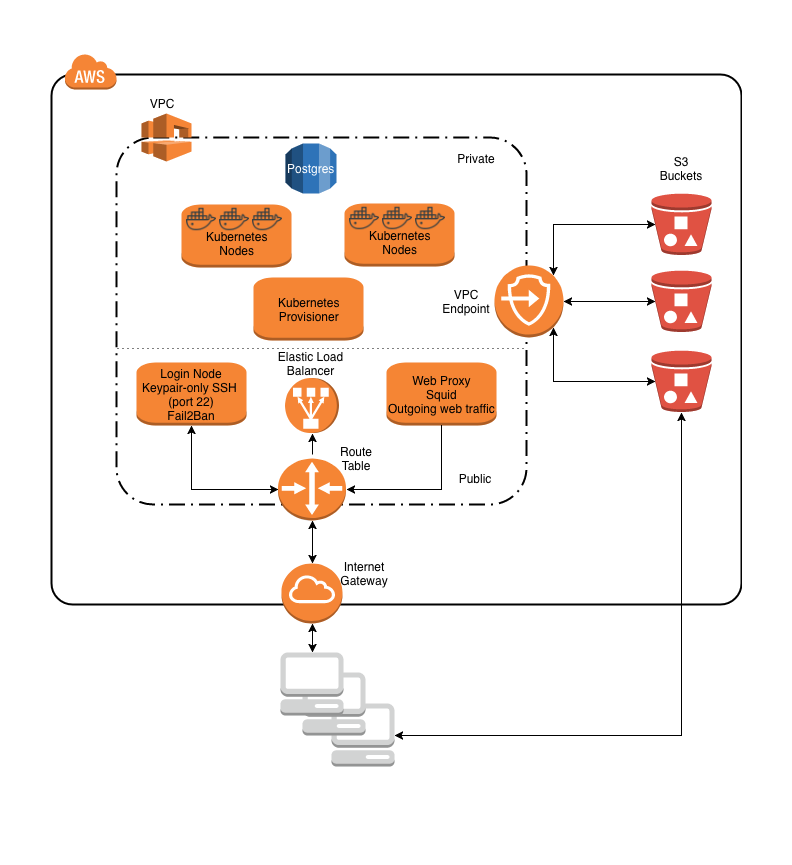 AWS
VPC
Postgres
Private
S3
Buckets
Kubernetes
Nodes
Kubernetes
Nodes
Kubernetes
Provisioner
VPC
Endpoint
Login Node
Keypair-only SSH
(port 22)
Fail2Ban
Elastic Load
Balancer
Web Proxy
Squid
Outgoing web traffic
Route
Table
Public
Internet
Gateway